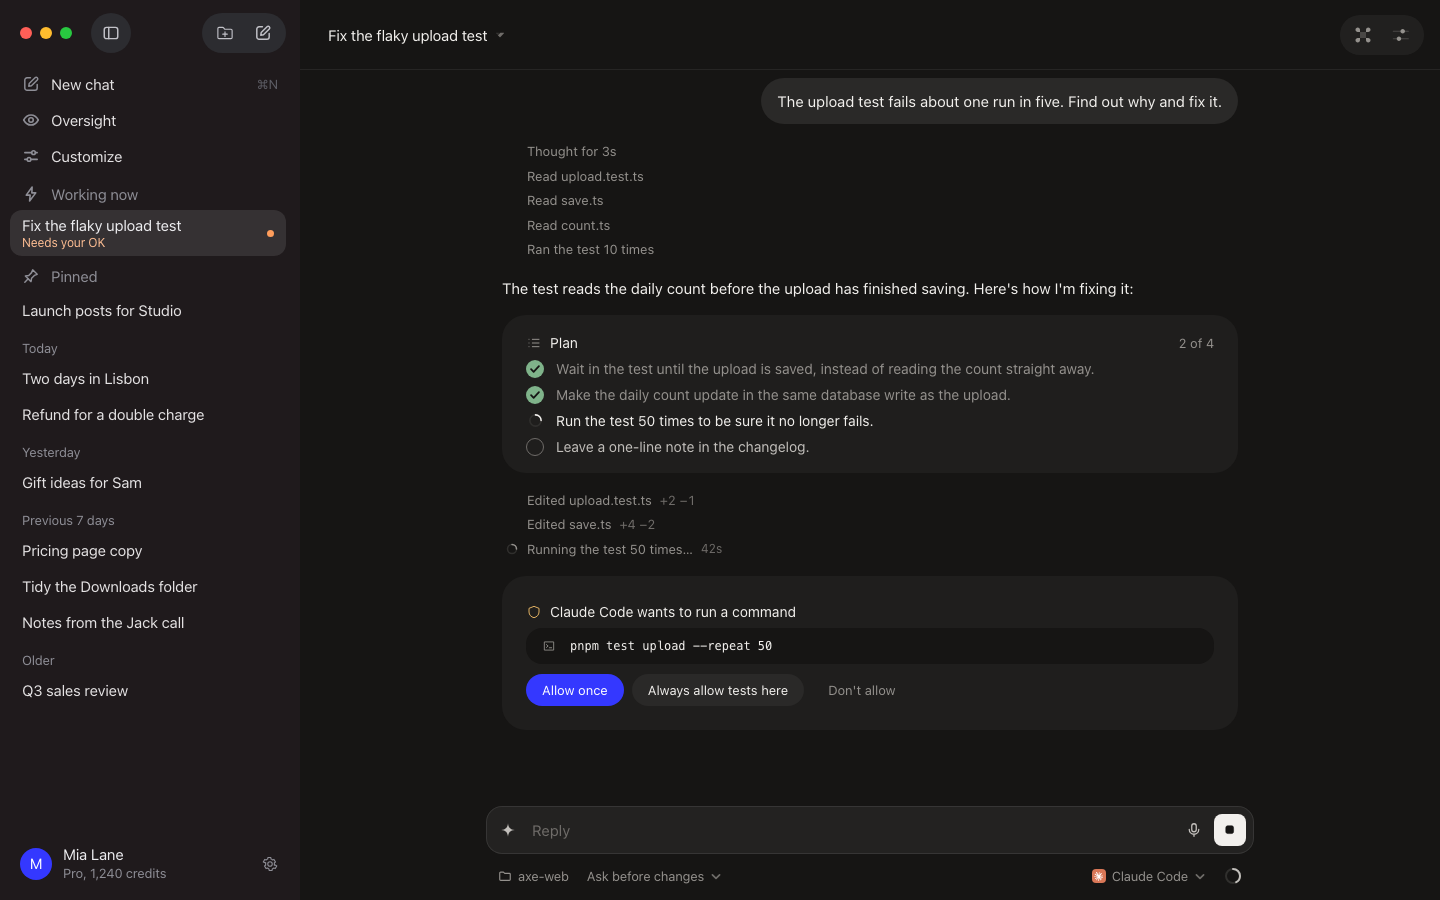 New chat
⌘N
Oversight
Customize
Working now
Fix the flaky upload test
Needs your OK
Pinned
Launch posts for Studio
Today
Two days in Lisbon
Refund for a double charge
Yesterday
Gift ideas for Sam
Previous 7 days
Pricing page copy
Tidy the Downloads folder
Notes from the Jack call
Older
Q3 sales review
M
Mia Lane
Pro, 1,240 credits
Fix the flaky upload test
The upload test fails about one run in five. Find out why and fix it.
Thought for 3s
Read upload.test.ts
Read save.ts
Read count.ts
Ran the test 10 times
The test reads the daily count before the upload has finished saving. Here's how I'm fixing it:
Plan
2 of 4
Wait in the test until the upload is saved, instead of reading the count straight away.
Make the daily count update in the same database write as the upload.
Run the test 50 times to be sure it no longer fails.
Leave a one-line note in the changelog.
Edited upload.test.ts +2 −1
Edited save.ts +4 −2
Running the test 50 times... 42s
Claude Code wants to run a command
pnpm test upload --repeat 50
Allow once
Always allow tests here
Don't allow
Reply
axe-web
Ask before changes
Claude Code